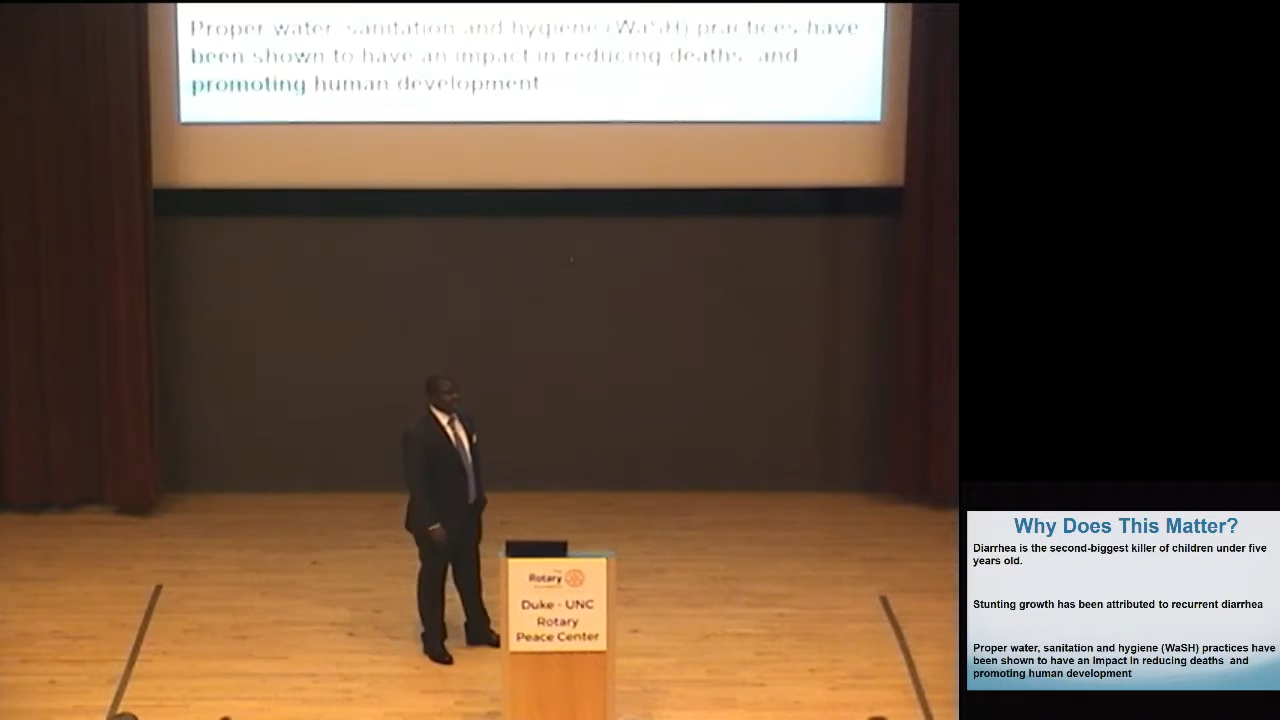 Proper water, sanitation and hygiene (WaSH) practices have
been shown to have an impact in reducing deaths  and
promoting human development
Rotary
Duke - UNC
Rotary
Peace Center
Why Does This Matter?
Diarrhea is the second-biggest killer of children under five
years old.
Stunting growth has been attributed to recurrent diarrhea
Proper water, sanitation and hygiene (WaSH) practices have
been shown to have an impact in reducing deaths  and
promoting human development